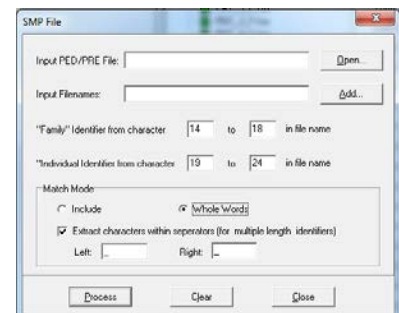 SMP File
Input PED/PRE File: Open...
Input Filenames: Add...
"Family" Identifier from character 14 to 18 in file name
"Individual Identifier from character 19 to 24 in file name
Match Mode
Include Whole Words
Extract characters within seperators (for multiple length identifiers)
Left: _ Right: _
Process Clear Close